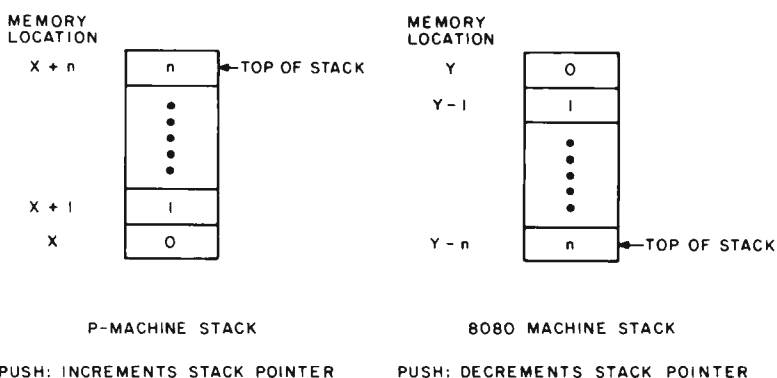 MEMORY
LOCATION
X + n
n
TOP OF STACK
X + 1
1
X
0
P-MACHINE STACK
PUSH: INCREMENTS STACK POINTER
MEMORY
LOCATION
Y
0
Y-1
1
Y-n
n
TOP OF STACK
8080 MACHINE STACK
PUSH: DECREMENTS STACK POINTER